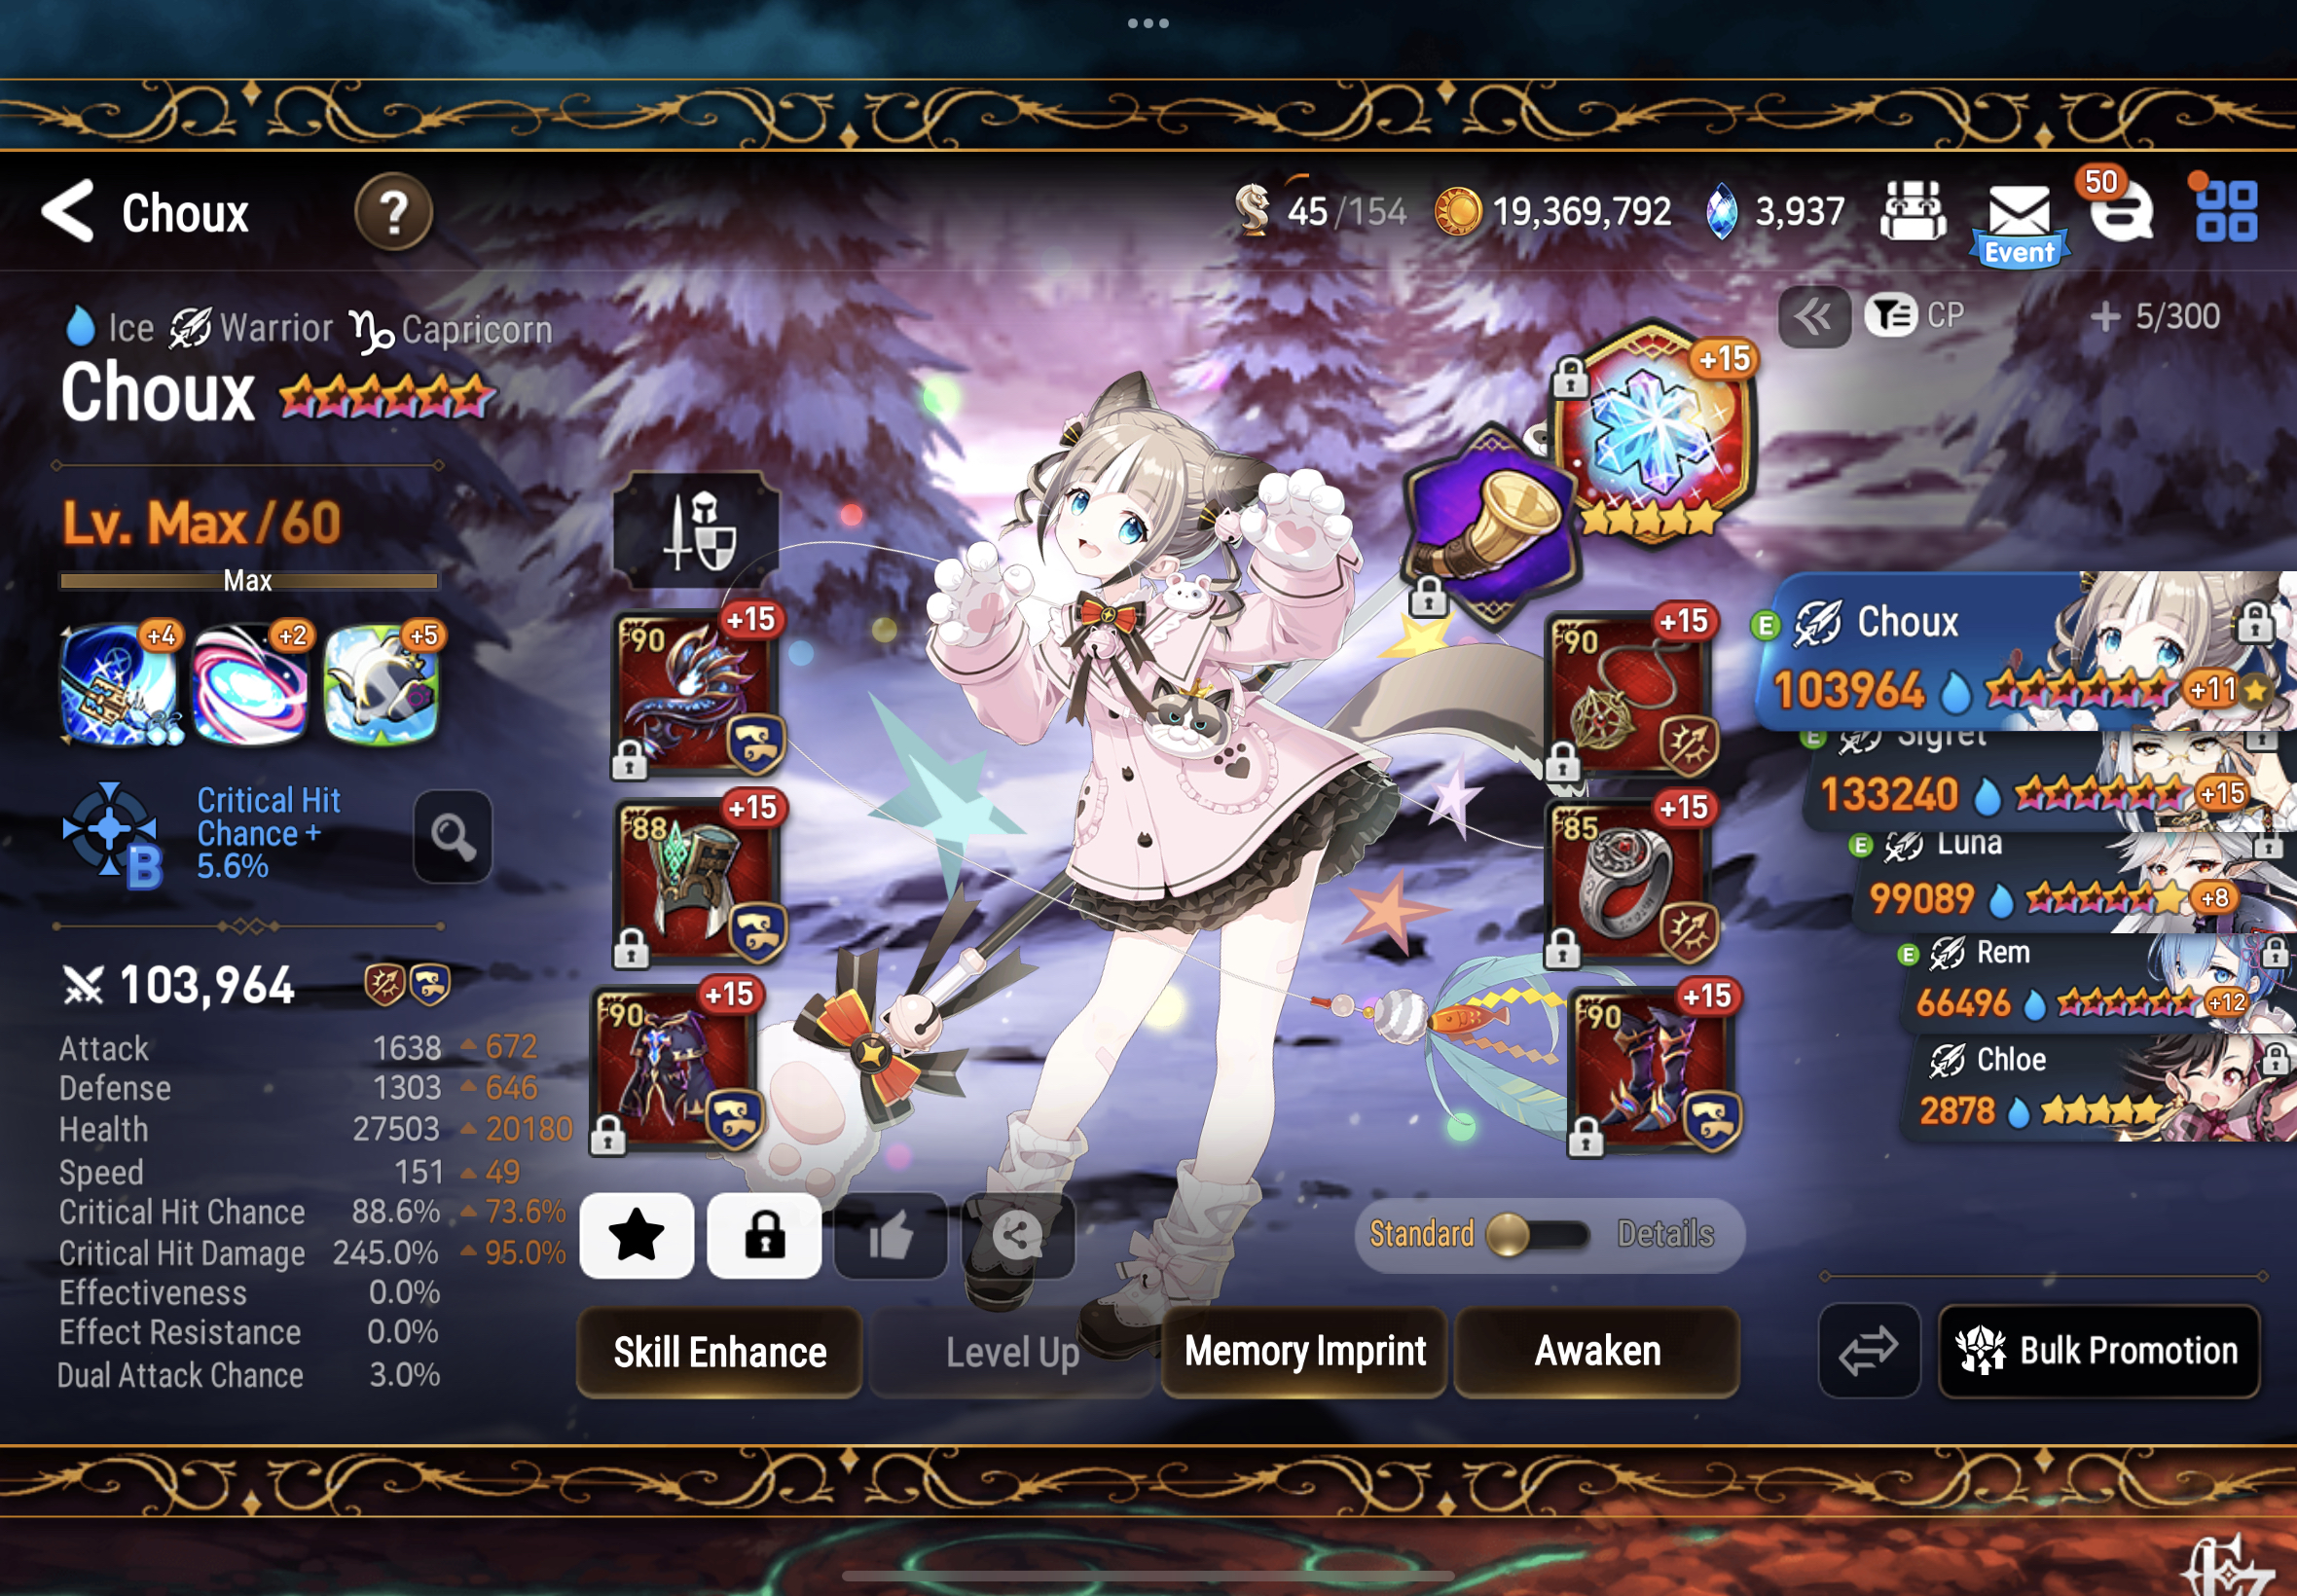 Choux
?
45/154
19,369,792
3,937
Event
50
Ice Warrior Capricorn
Choux
CP
+ 5/300
Lv. Max/60
Max
+4
+2
+5
Critical Hit
Chance +
5.6%
B
103,964
Attack 1638 672
Defense 1303 646
Health 27503 20180
Speed 151 49
Critical Hit Chance 88.6% 73.6%
Critical Hit Damage 245.0% 95.0%
Effectiveness 0.0%
Effect Resistance 0.0%
Dual Attack Chance 3.0%
90 +15
88 +15
90 +15
+15
90 +15
85 +15
90 +15
E Choux
103964 +11
E Sigret
133240 +15
E Luna
99089 +8
E Rem
66496 +12
Chloe
2878
Standard Details
Skill Enhance
Level Up
Memory Imprint
Awaken
Bulk Promotion
E7